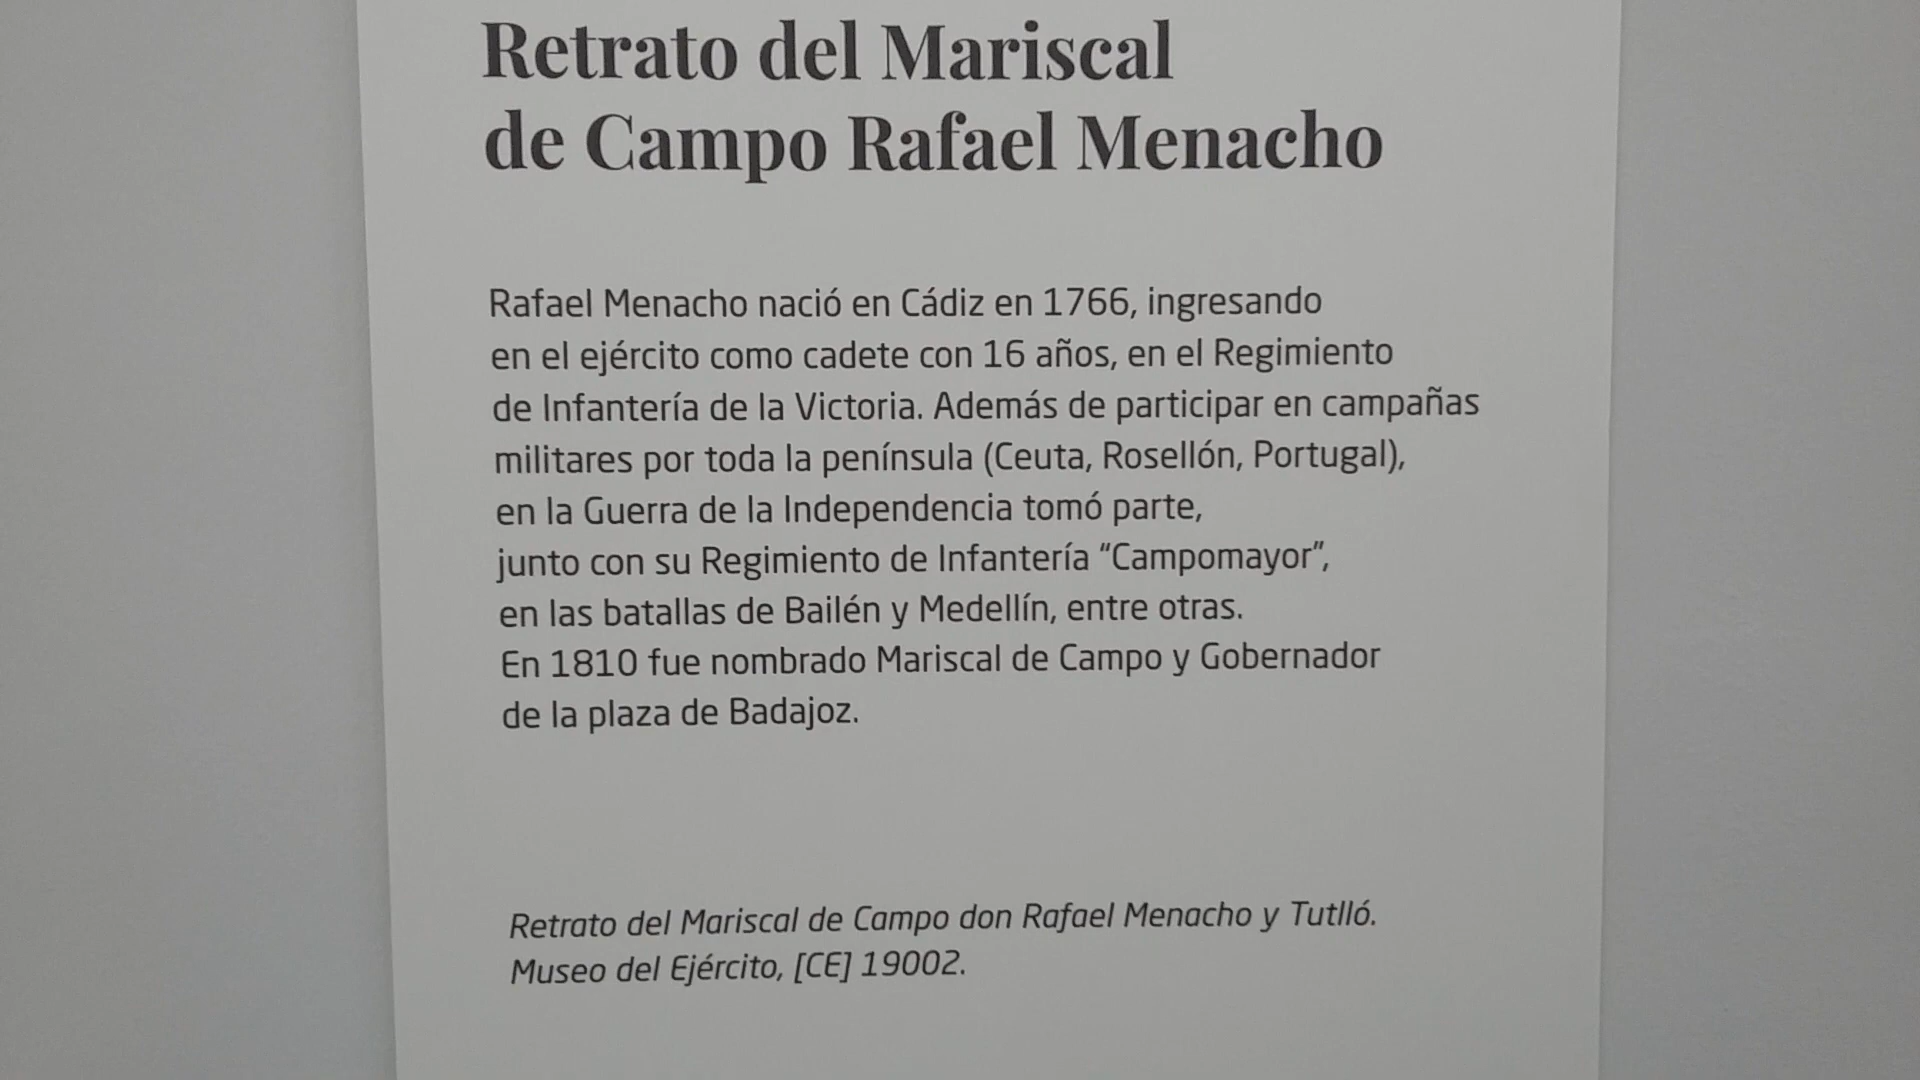 Retrato del Mariscal
de Campo Rafael Menacho
Rafael Menacho nació en Cádiz en 1766, ingresando
en el ejército como cadete con 16 años, en el Regimiento
de Infantería de la Victoria. Además de participar en campañas
militares por toda la península (Ceuta, Rosellón, Portugal),
en la Guerra de la Independencia tomó parte,
junto con su Regimiento de Infantería “Campomayor”,
en las batallas de Bailén y Medellín, entre otras.
En 1810 fue nombrado Mariscal de Campo y Gobernador
de la plaza de Badajoz.
Retrato del Mariscal de Campo don Rafael Menacho y Tutlló.
Museo del Ejército, [CE] 19002.